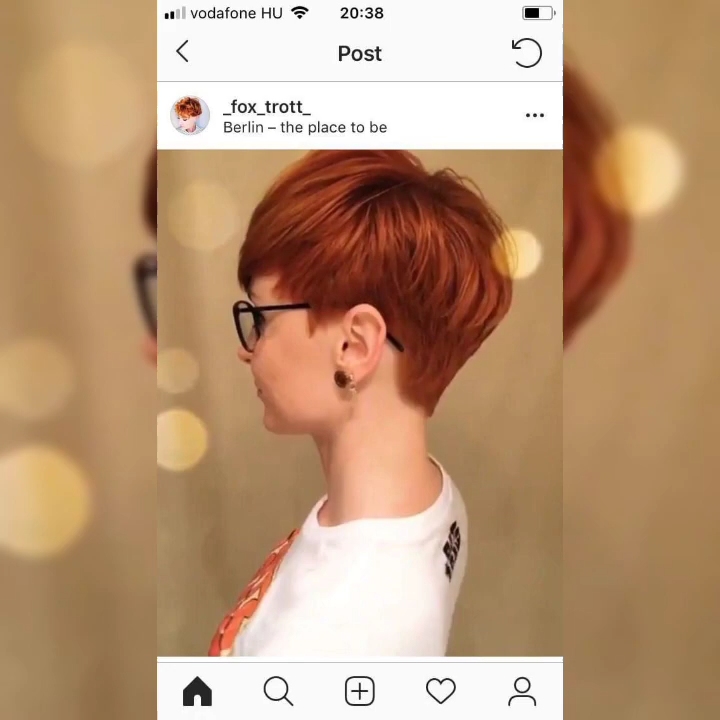 vodafone HU 20:38
Post
_fox_trott_
Berlin – the place to be